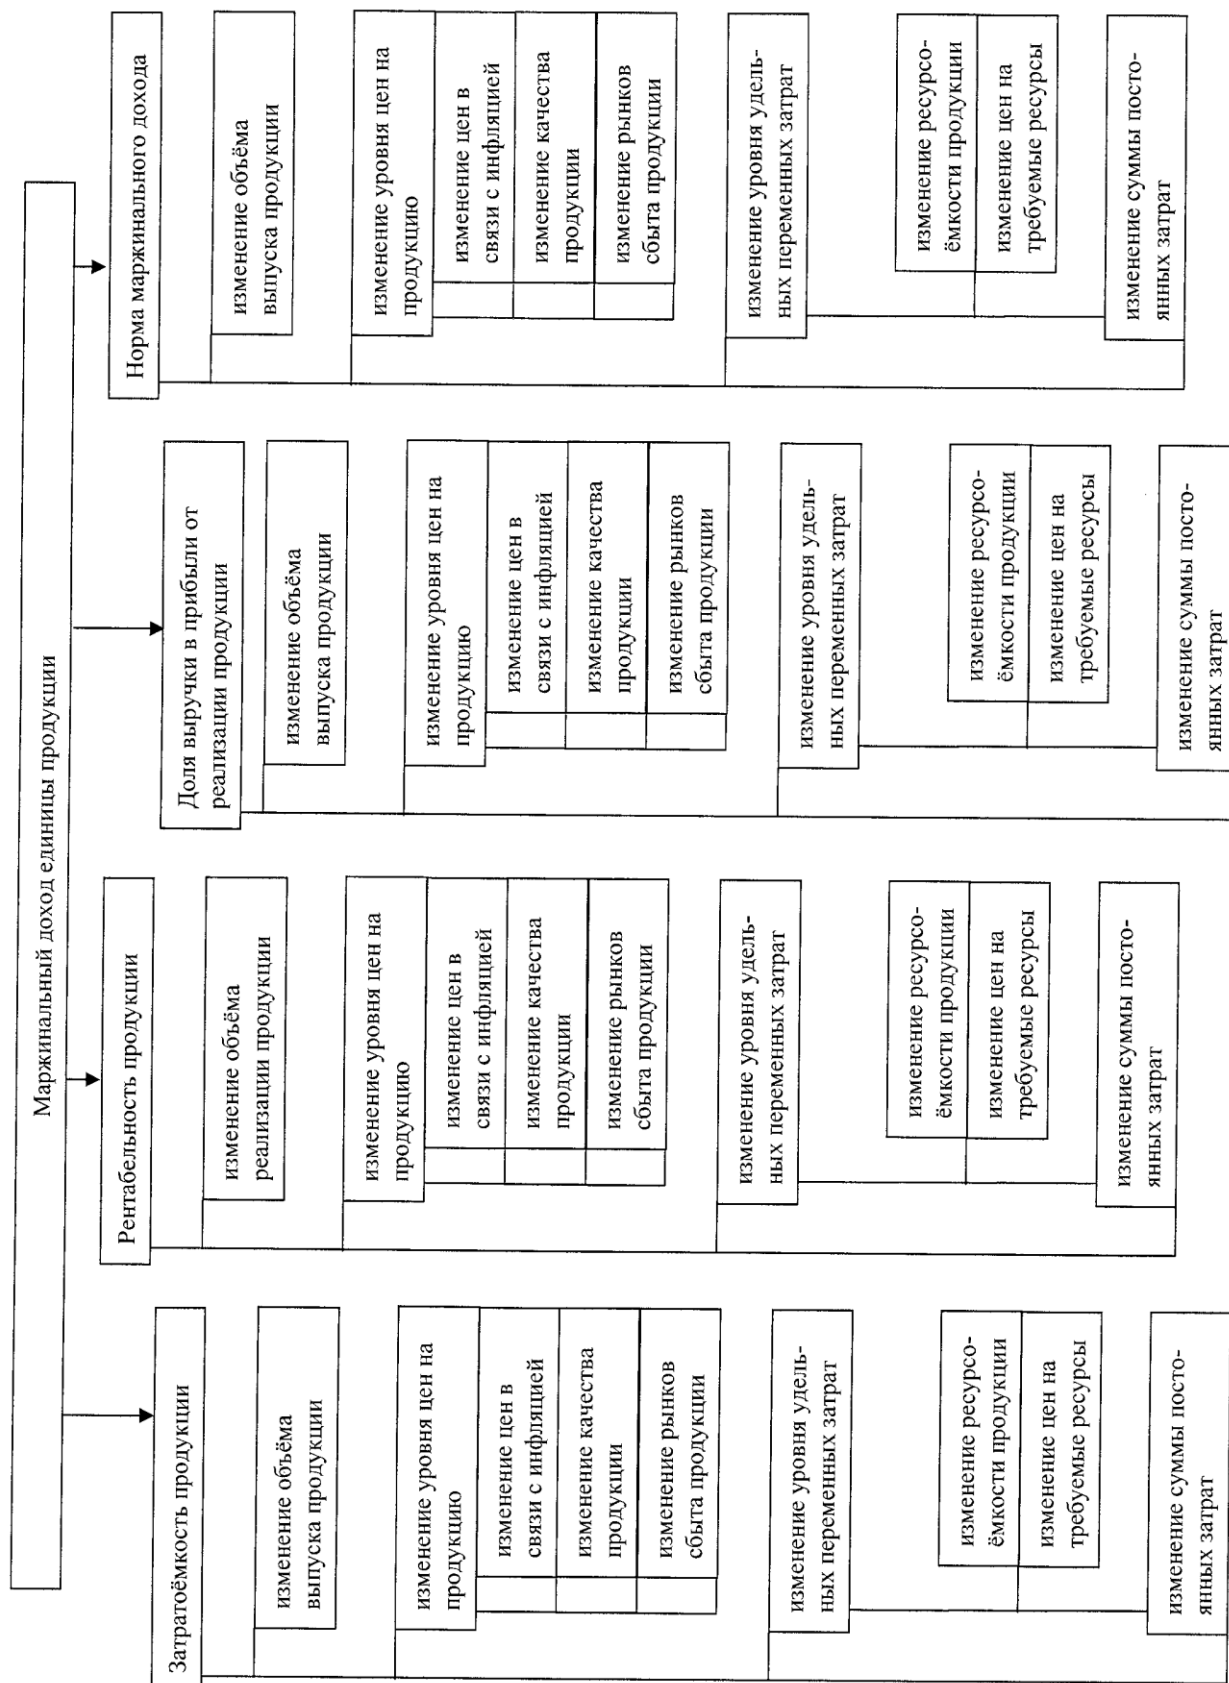 Маржинальный доход единицы продукции
Затратоёмкость продукции
изменение объёма
выпуска продукции
изменение уровня цен на
продукцию
изменение цен в
связи с инфляцией
изменение качества
продукции
изменение рынков
сбыта продукции
изменение уровня удель-
ных переменных затрат
изменение ресурсо-
ёмкости продукции
изменение цен на
требуемые ресурсы
изменение суммы посто-
янных затрат
Рентабельность продукции
изменение объёма
реализации продукции
изменение уровня цен на
продукцию
изменение цен в
связи с инфляцией
изменение качества
продукции
изменение рынков
сбыта продукции
изменение уровня удель-
ных переменных затрат
изменение ресурсо-
ёмкости продукции
изменение цен на
требуемые ресурсы
изменение суммы посто-
янных затрат
Доля выручки в прибыли от
реализации продукции
изменение объёма
выпуска продукции
изменение уровня цен на
продукцию
изменение цен в
связи с инфляцией
изменение качества
продукции
изменение рынков
сбыта продукции
изменение уровня удель-
ных переменных затрат
изменение ресурсо-
ёмкости продукции
изменение цен на
требуемые ресурсы
изменение суммы посто-
янных затрат
Норма маржинального дохода
изменение объёма
выпуска продукции
изменение уровня цен на
продукцию
изменение цен в
связи с инфляцией
изменение качества
продукции
изменение рынков
сбыта продукции
изменение уровня удель-
ных переменных затрат
изменение ресурсо-
ёмкости продукции
изменение цен на
требуемые ресурсы
изменение суммы посто-
янных затрат